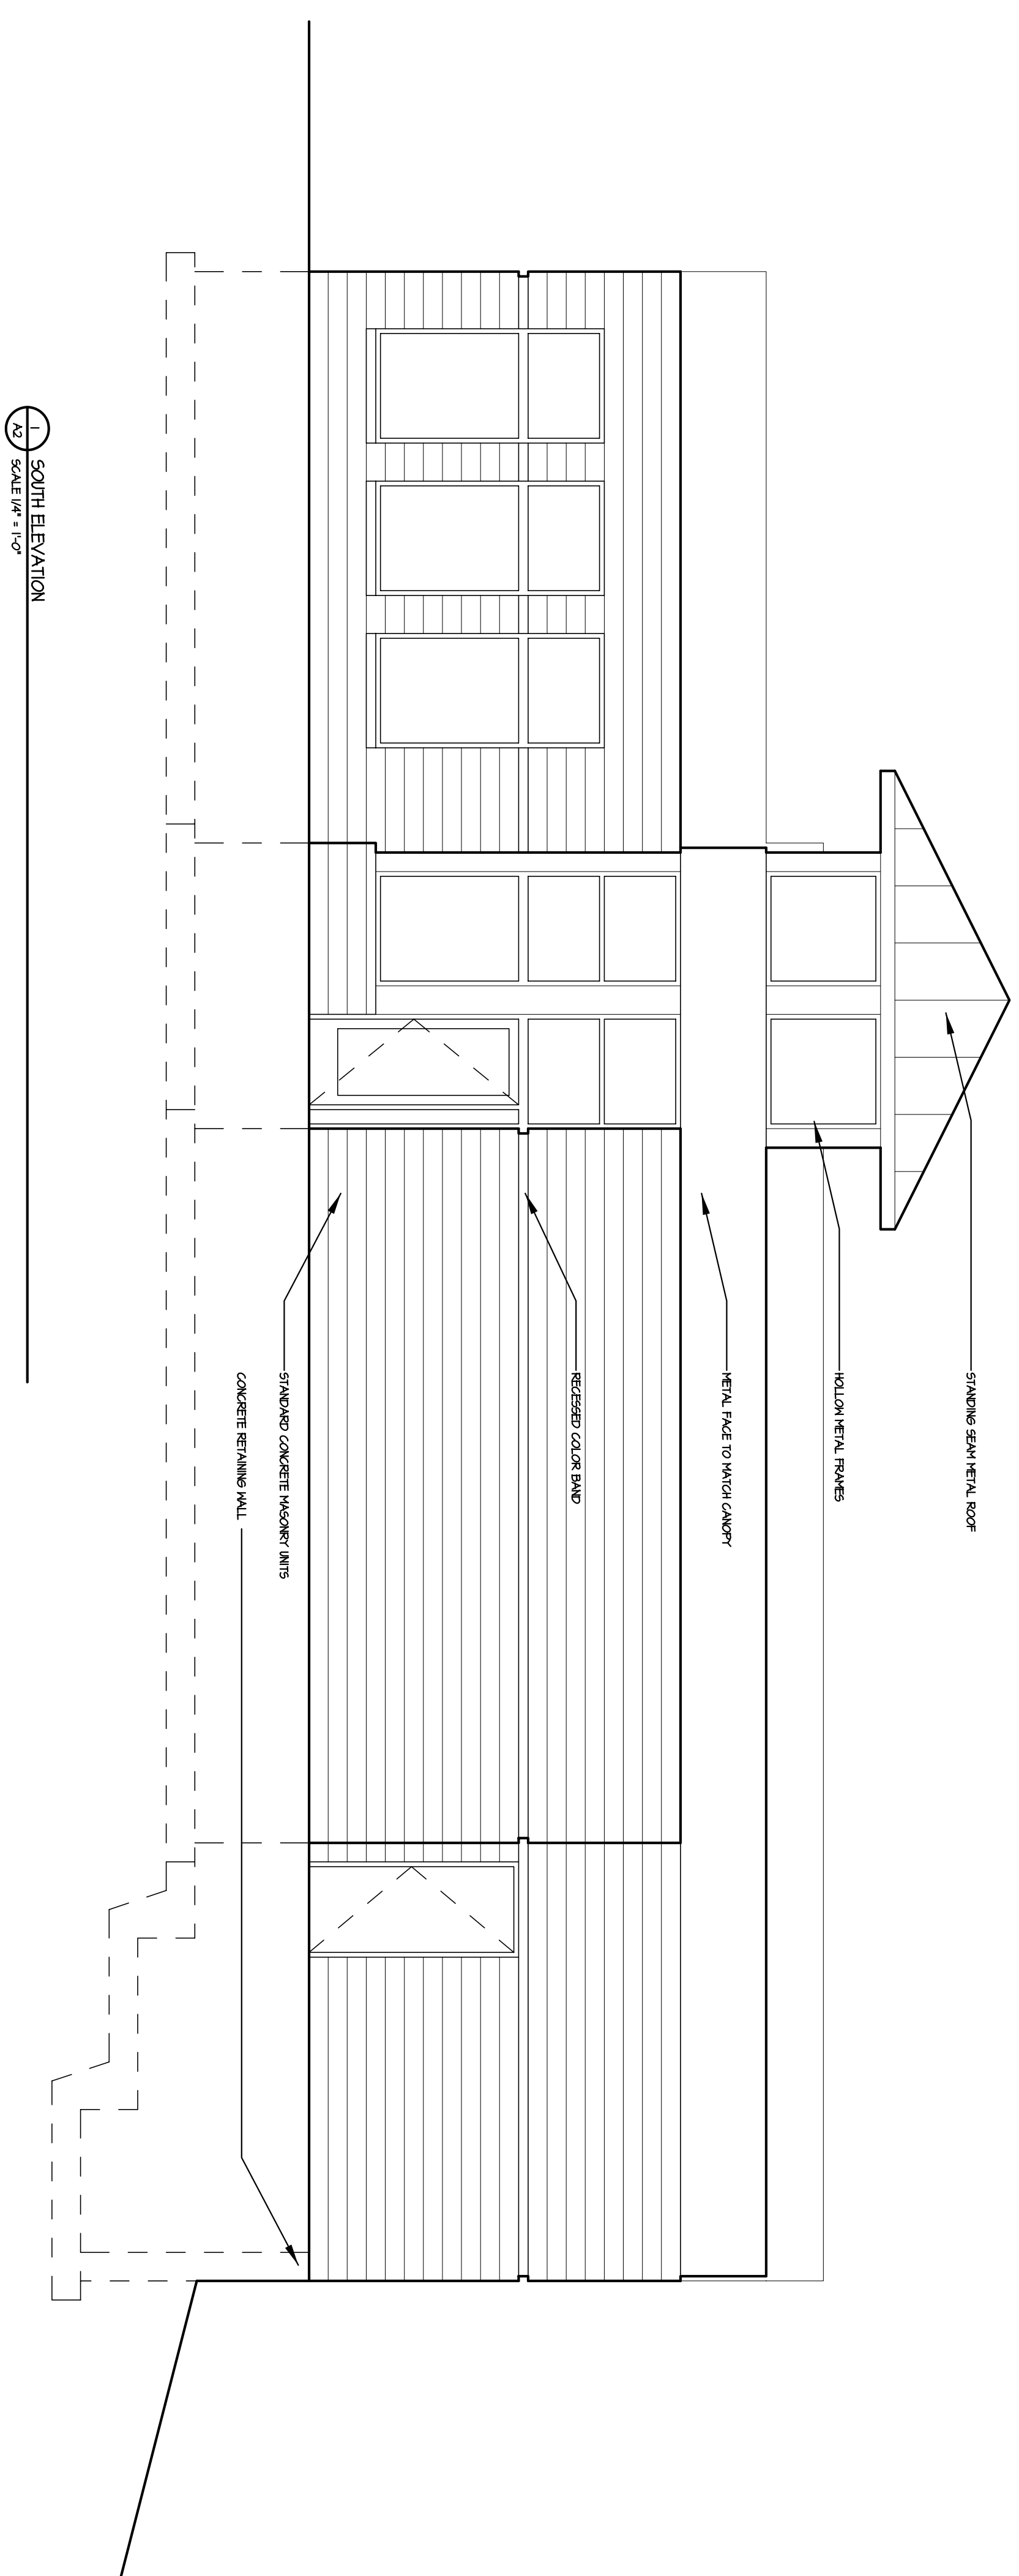 STANDING SEAM METAL ROOF
HOLLOW METAL FRAMES
METAL FACE TO MATCH CANOPY
RECESSED COLOR BAND
STANDARD CONCRETE MASONRY UNITS
CONCRETE RETAINING WALL
1
A2
SOUTH ELEVATION
SCALE 1/4" = 1'-0"